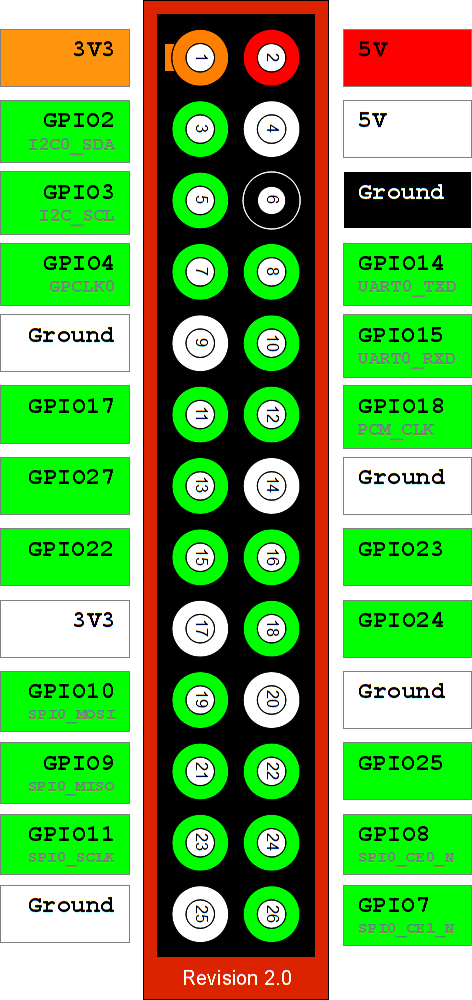 3V3 1 2 5V
GPIO2 3 4 5V
I2C0_SDA
GPIO3 5 6 Ground
I2C_SCL
GPIO4 7 8 GPIO14
GPCLK0 UART0_TXD
Ground 9 10 GPIO15
UART0_RXD
GPIO17 11 12 GPIO18
PCM_CLK
GPIO27 13 14 Ground
GPIO22 15 16 GPIO23
3V3 17 18 GPIO24
GPIO10 19 20 Ground
SPI0_MOSI
GPIO9 21 22 GPIO25
SPI0_MISO
GPIO11 23 24 GPIO8
SPI0_SCLK SPI0_CE0_N
Ground 25 26 GPIO7
SPI0_CE1_N
Revision 2.0